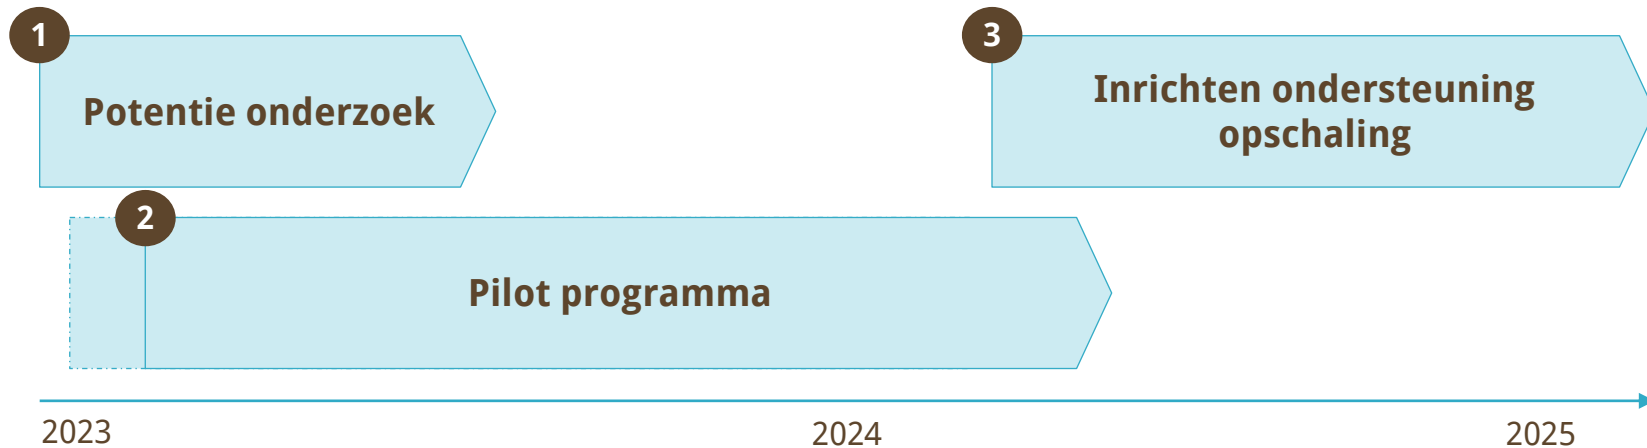 1
Potentie onderzoek
3
Inrichten ondersteuning
opschaling
2
Pilot programma
2023
2024
2025